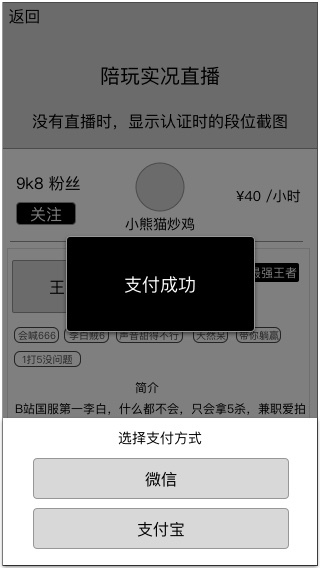 返回
陪玩实况直播
没有直播时，显示认证时的段位截图
9k8 粉丝
¥40 /小时
关注
小熊猫炒鸡
支付成功
王
最强王者
会喊666
李白贼6
声音甜得不行
天然呆
带你躺赢
1打5没问题
简介
B站国服第一李白，什么都不会，只会拿5杀，兼职爱拍
选择支付方式
微信
支付宝